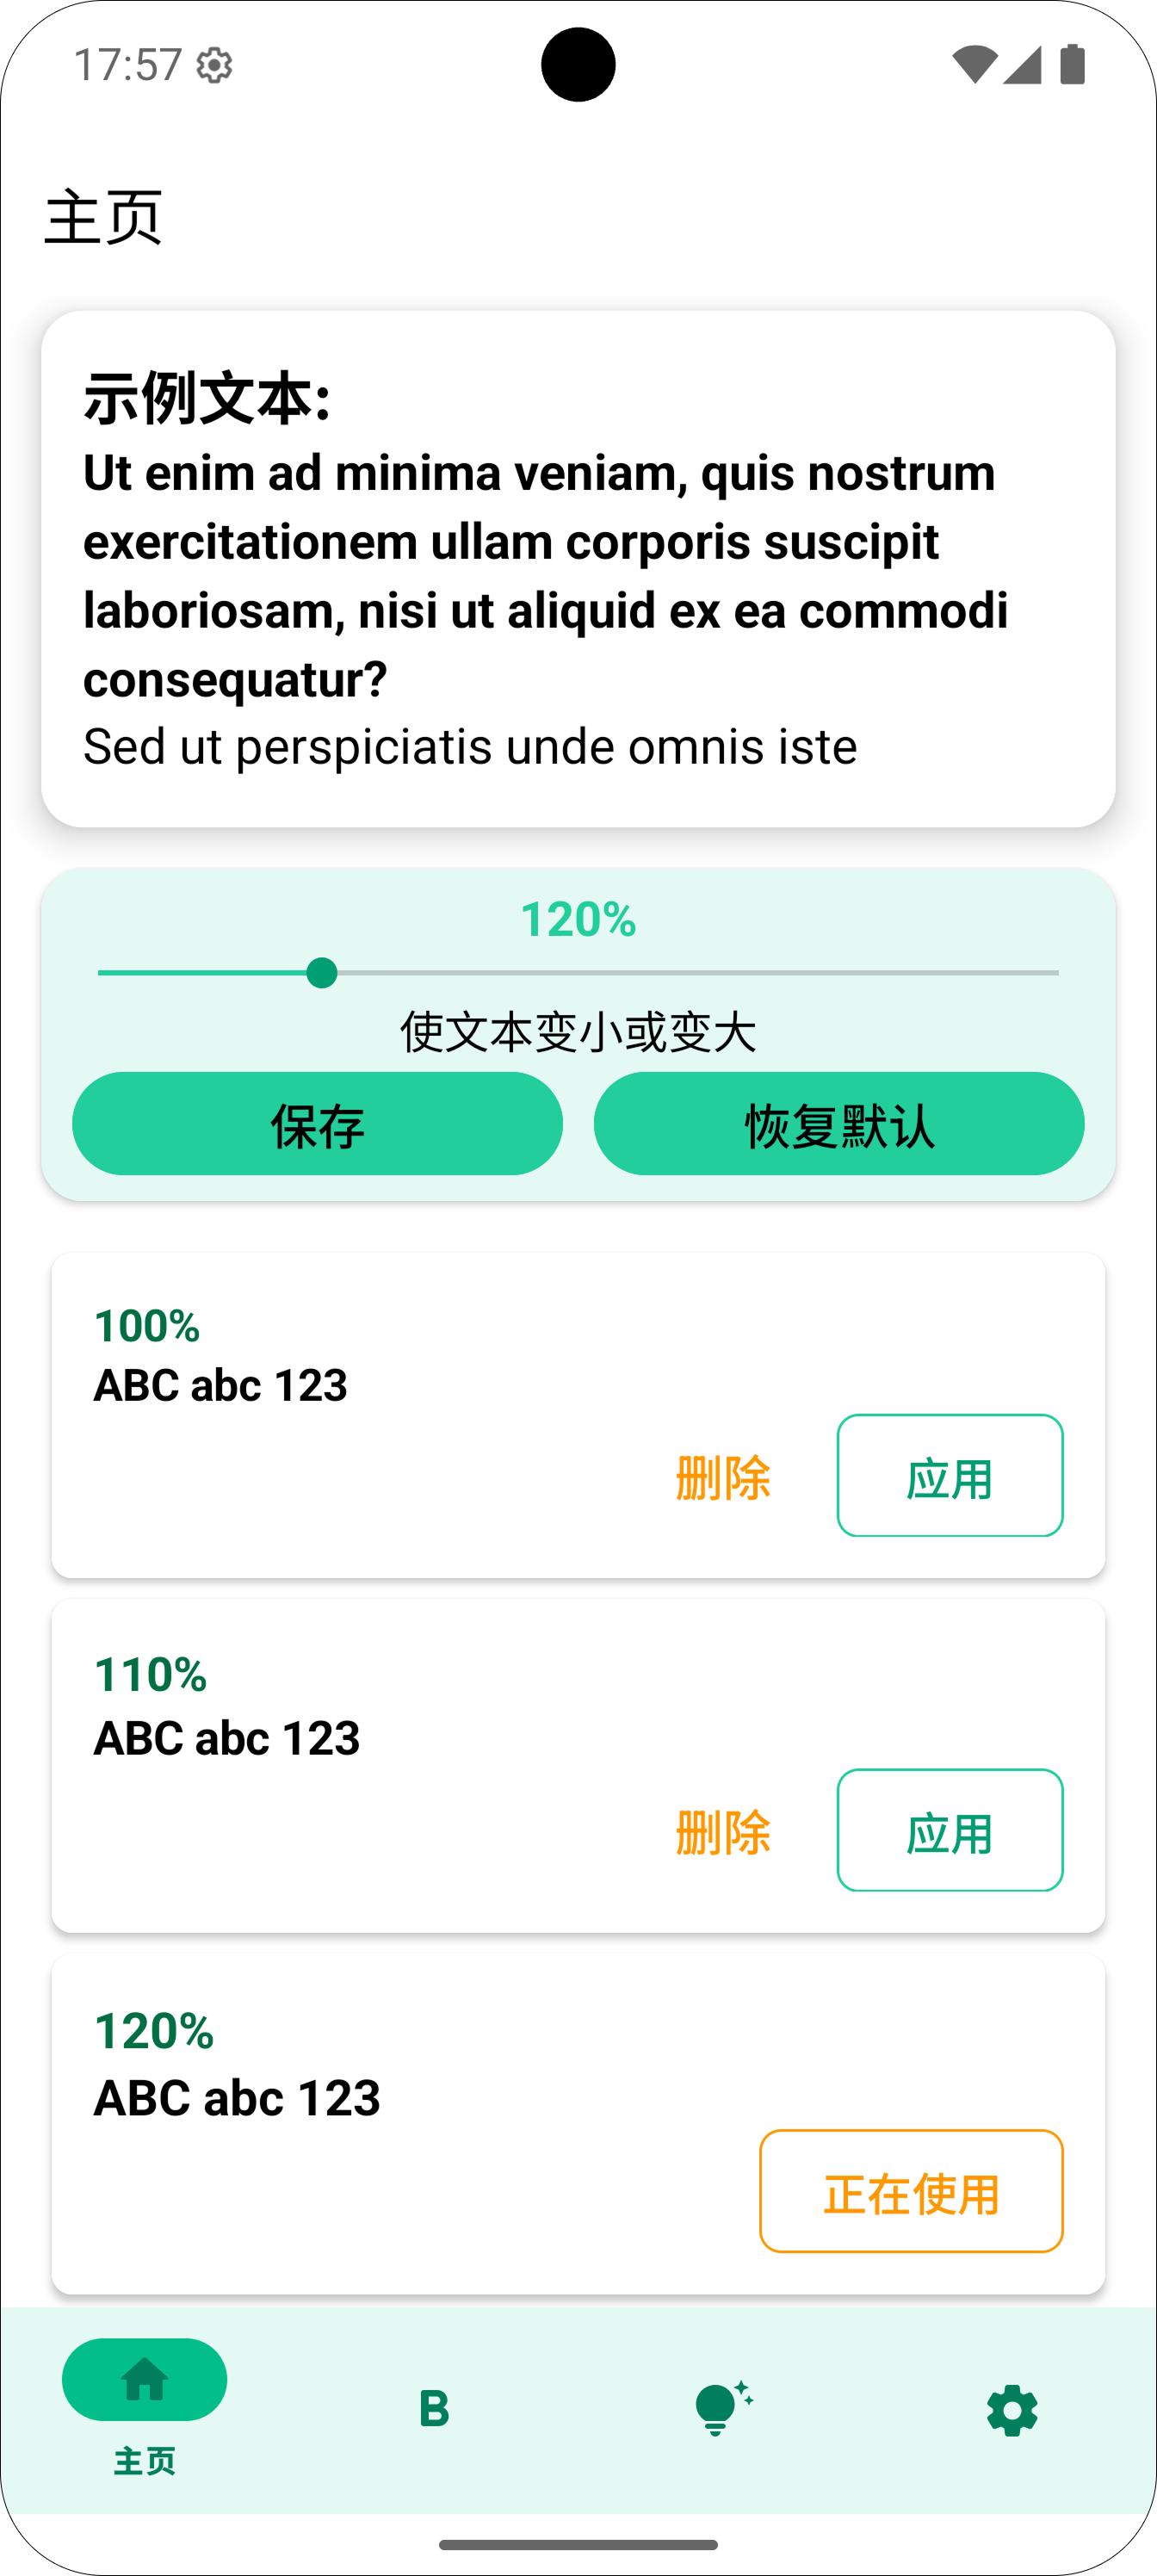 17:57
主页
示例文本:
Ut enim ad minima veniam, quis nostrum
exercitationem ullam corporis suscipit
laboriosam, nisi ut aliquid ex ea commodi
consequatur?
Sed ut perspiciatis unde omnis iste
120%
使文本变小或变大
保存 恢复默认
100%
ABC abc 123
删除 应用
110%
ABC abc 123
删除 应用
120%
ABC abc 123
正在使用
B
主页